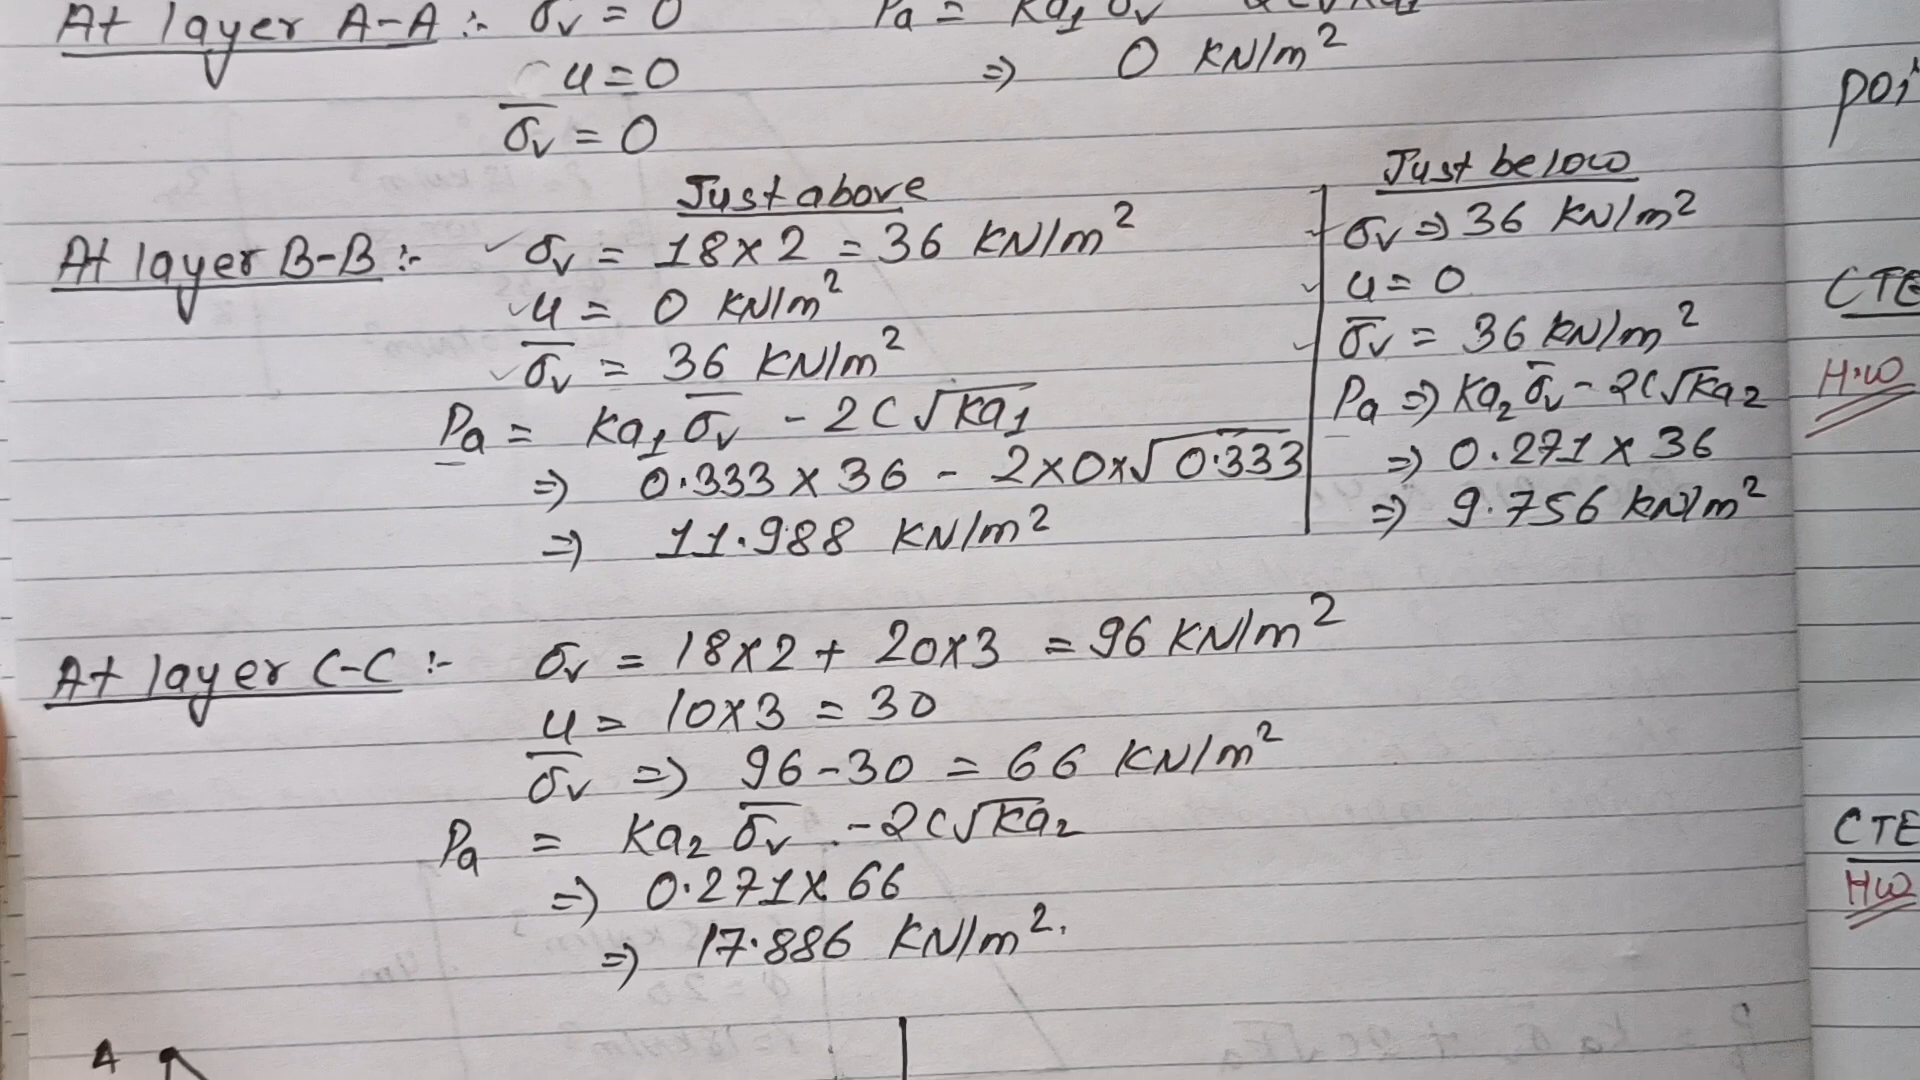 At layer A-A :- σv = 0
Pa = ka1 σv
u = 0
⇒ 0 KN/m²
σ̅v = 0
Just above
At layer B-B :- σv = 18×2 = 36 KN/m²
u = 0 KN/m²
σ̅v = 36 KN/m²
Pa = ka1 σ̅v - 2C√ka1
⇒ 0.333 × 36 - 2×0×√0.333
⇒ 11.988 KN/m²
Just below
σv ⇒ 36 KN/m²
u = 0
σ̅v = 36 KN/m²
Pa ⇒ Ka2 σ̅v - 2C√Ka2
⇒ 0.271 × 36
⇒ 9.756 KN/m²
At layer C-C :- σv = 18×2 + 20×3 = 96 KN/m²
u = 10×3 = 30
σ̅v ⇒ 96-30 = 66 KN/m²
Pa = Ka2 σ̅v - 2C√Ka2
⇒ 0.271 × 66
⇒ 17.886 KN/m².
A
CTE
H.W
CTE
HW